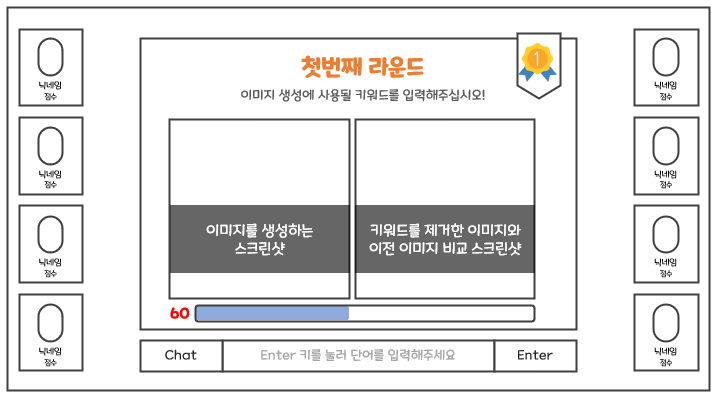 첫번째 라운드
1
이미지 생성에 사용될 키워드를 입력해주십시오!
닉네임
점수
닉네임
점수
닉네임
점수
닉네임
점수
이미지를 생성하는
스크린샷
키워드를 제거한 이미지와
이전 이미지 비교 스크린샷
60
Chat
Enter 키를 눌러 단어를 입력해주세요
Enter
닉네임
점수
닉네임
점수
닉네임
점수
닉네임
점수